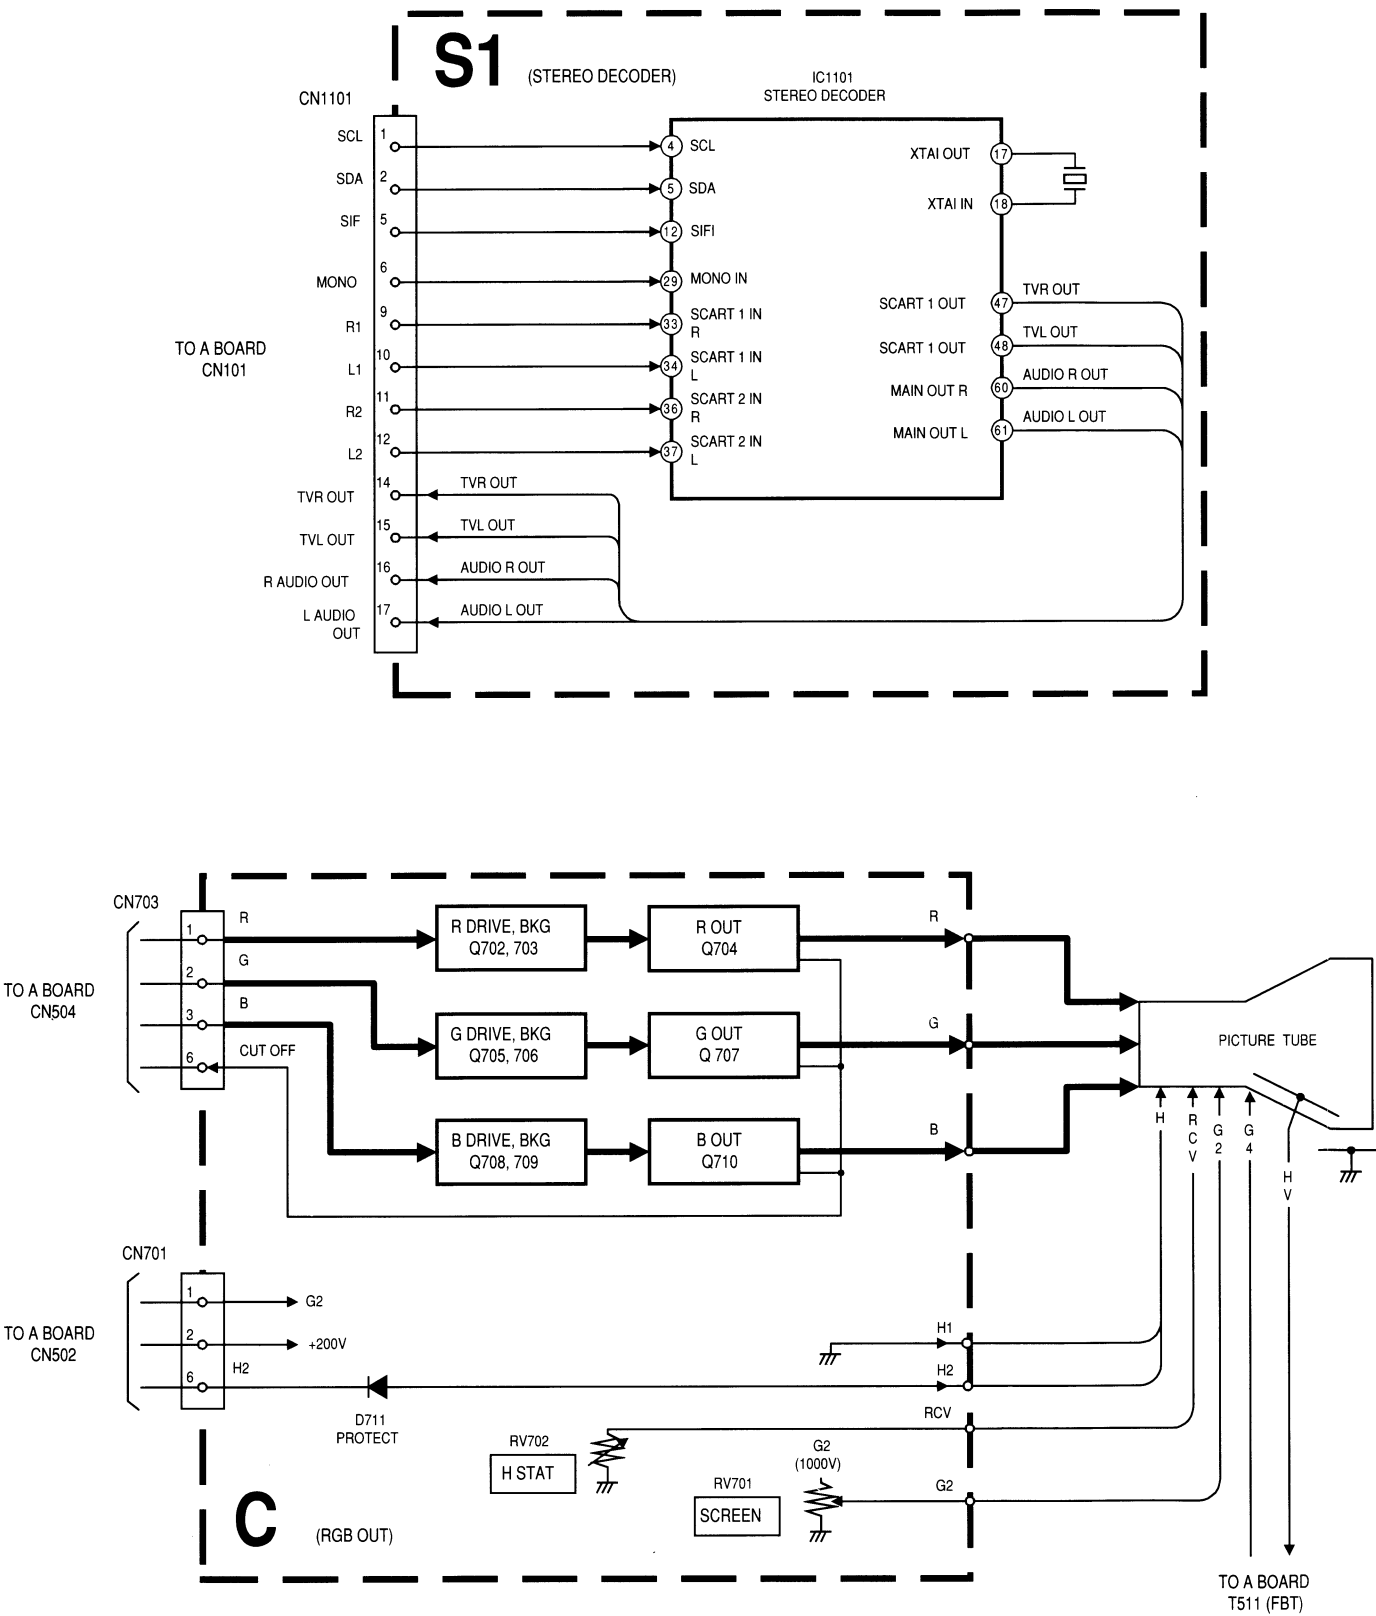 S1 (STEREO DECODER)
IC1101
STEREO DECODER
CN1101
SCL 1 4 SCL
SDA 2 5 SDA
SIF 5 12 SIFI
MONO 6 29 MONO IN
R1 9 33 SCART 1 IN
R
L1 10 34 SCART 1 IN
L
R2 11 36 SCART 2 IN
R
L2 12 37 SCART 2 IN
L
TO A BOARD
CN101
XTAI OUT 17
XTAI IN 18
SCART 1 OUT 47 TVR OUT
SCART 1 OUT 48 TVL OUT
MAIN OUT R 60 AUDIO R OUT
MAIN OUT L 61 AUDIO L OUT
TVR OUT 14 TVR OUT
TVL OUT 15 TVL OUT
R AUDIO OUT 16 AUDIO R OUT
L AUDIO
OUT
17 AUDIO L OUT
CN703
TO A BOARD
CN504
1 R
2 G
3 B
6 CUT OFF
R DRIVE, BKG
Q702, 703
R OUT
Q704
R
G DRIVE, BKG
Q705, 706
G OUT
Q 707
G
B DRIVE, BKG
Q708, 709
B OUT
Q710
B
PICTURE TUBE
H
RCV
G2
G4
HV
CN701
TO A BOARD
CN502
1 G2
2 +200V
6 H2
D711
PROTECT
H1
H2
RCV
RV702
H STAT
G2
(1000V)
RV701
SCREEN
G2
C (RGB OUT)
TO A BOARD
T511 (FBT)